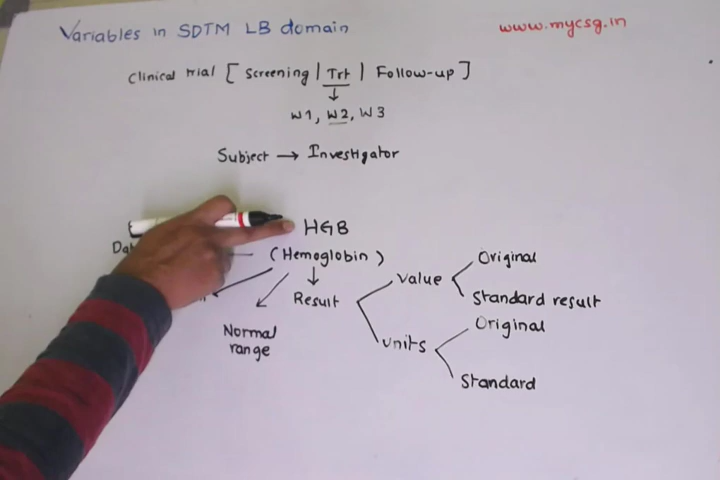 Variables in SDTM LB domain
www.mycsg.in
Clinical trial [ Screening | Trt | Follow-up ]
W1, W2, W3
Subject → Investigator
HGB
(Hemoglobin)
Original
Value
Result
Standard result
Original
Normal
range
Units
Standard